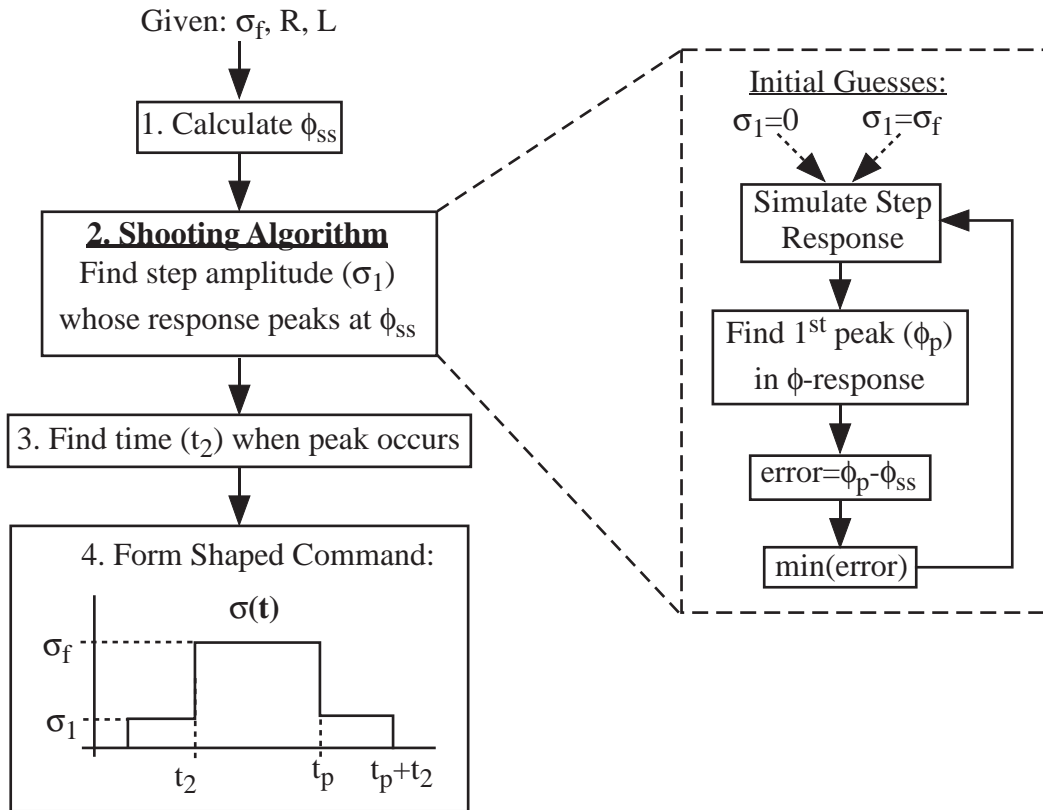 Given: σf, R, L
1. Calculate ϕss
2. Shooting Algorithm
Find step amplitude (σ1)
whose response peaks at ϕss
3. Find time (t2) when peak occurs
4. Form Shaped Command:
σ(t)
σf
σ1
t2
tp
tp+t2
Initial Guesses:
σ1=0
σ1=σf
Simulate Step
Response
Find 1st peak (ϕp)
in ϕ-response
error=ϕp-ϕss
min(error)